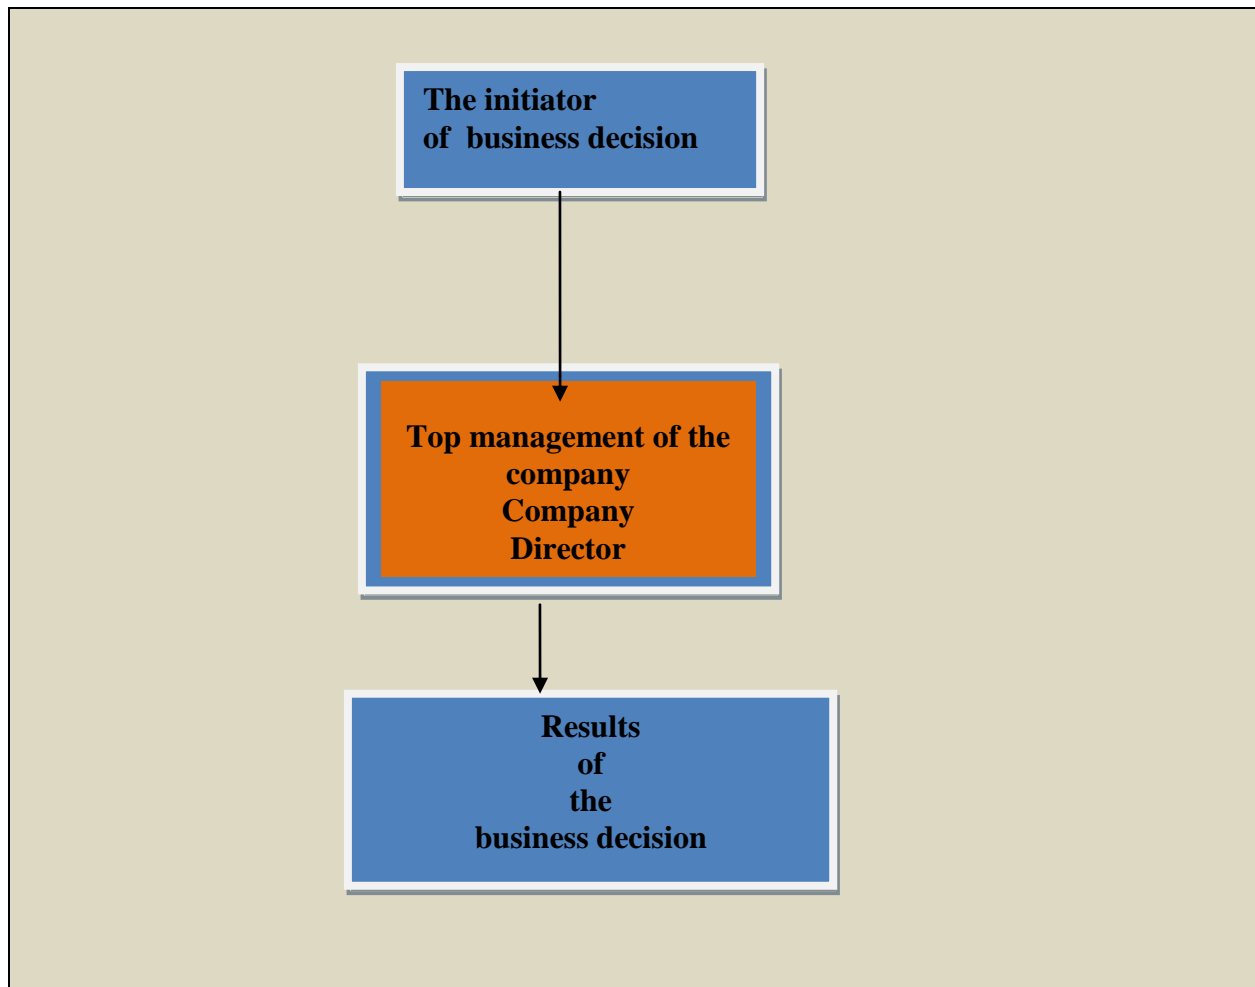 The initiator
of  business decision
Top management of the
company
Company
Director
Results
of
the
business decision